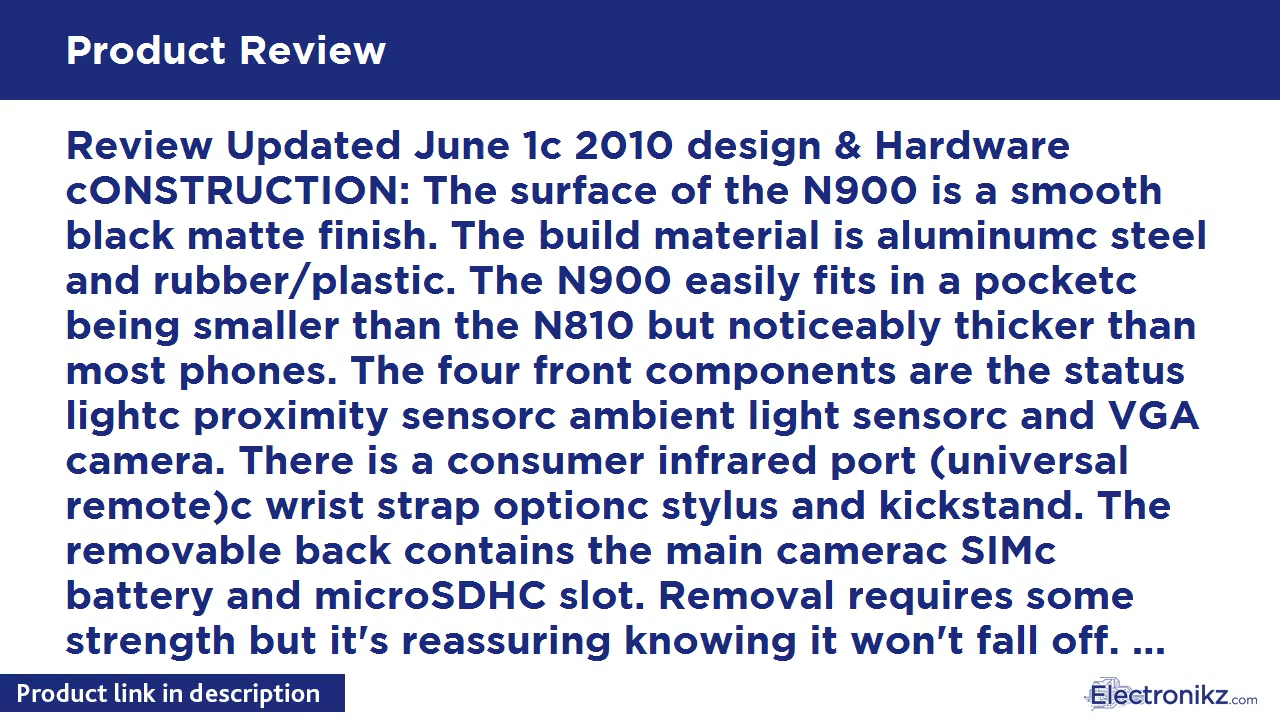 Product Review
Review Updated June 1c 2010 design & Hardware
cONSTRUCTION: The surface of the N900 is a smooth
black matte finish. The build material is aluminumc steel
and rubber/plastic. The N900 easily fits in a pocketc
being smaller than the N810 but noticeably thicker than
most phones. The four front components are the status
lightc proximity sensorc ambient light sensorc and VGA
camera. There is a consumer infrared port (universal
remote)c wrist strap optionc stylus and kickstand. The
removable back contains the main camerac SIMc
battery and microSDHC slot. Removal requires some
strength but it's reassuring knowing it won't fall off. ...
Product link in description
Electronikz.com